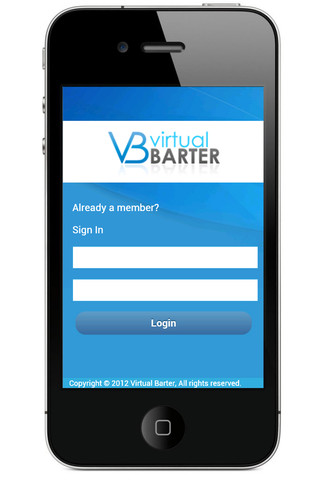 VB virtual
BARTER
Already a member?
Sign In
Login
Copyright © 2012 Virtual Barter, All rights reserved.